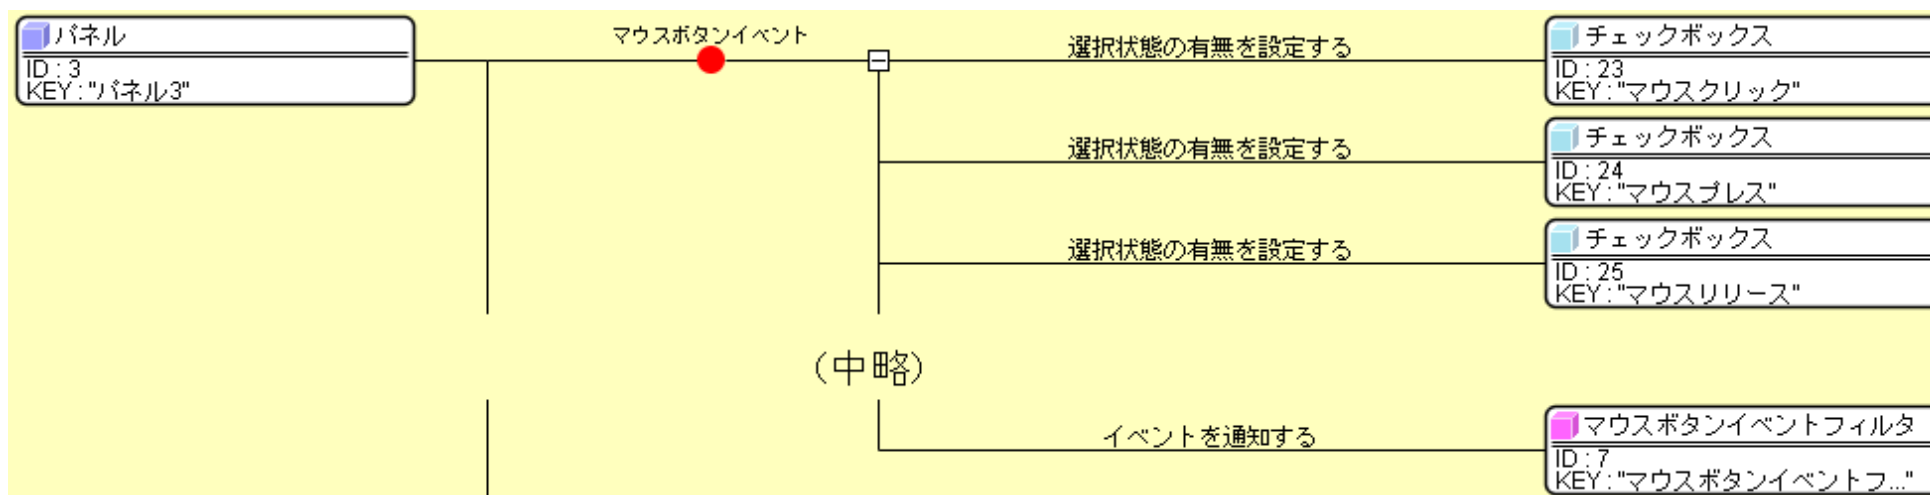 パネル
ID : 3
KEY : "パネル3"
マウスボタンイベント
選択状態の有無を設定する
チェックボックス
ID : 23
KEY : "マウスクリック"
選択状態の有無を設定する
チェックボックス
ID : 24
KEY : "マウスプレス"
選択状態の有無を設定する
チェックボックス
ID : 25
KEY : "マウスリリース"
(中略)
イベントを通知する
マウスボタンイベントフィルタ
ID : 7
KEY : "マウスボタンイベントフ..."